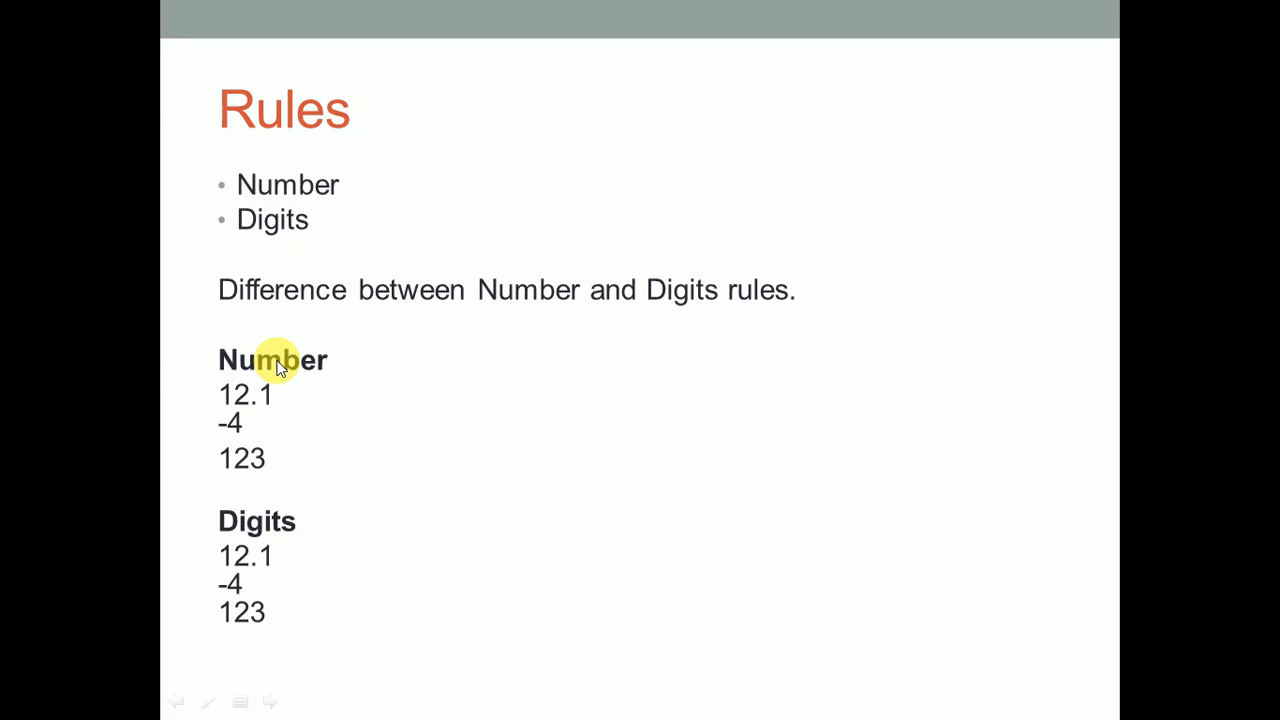 Rules
• Number
• Digits
Difference between Number and Digits rules.
Number
12.1
-4
123
Digits
12.1
-4
123